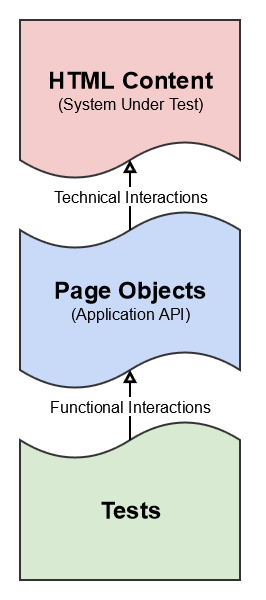 HTML Content
(System Under Test)
Technical Interactions
Page Objects
(Application API)
Functional Interactions
Tests